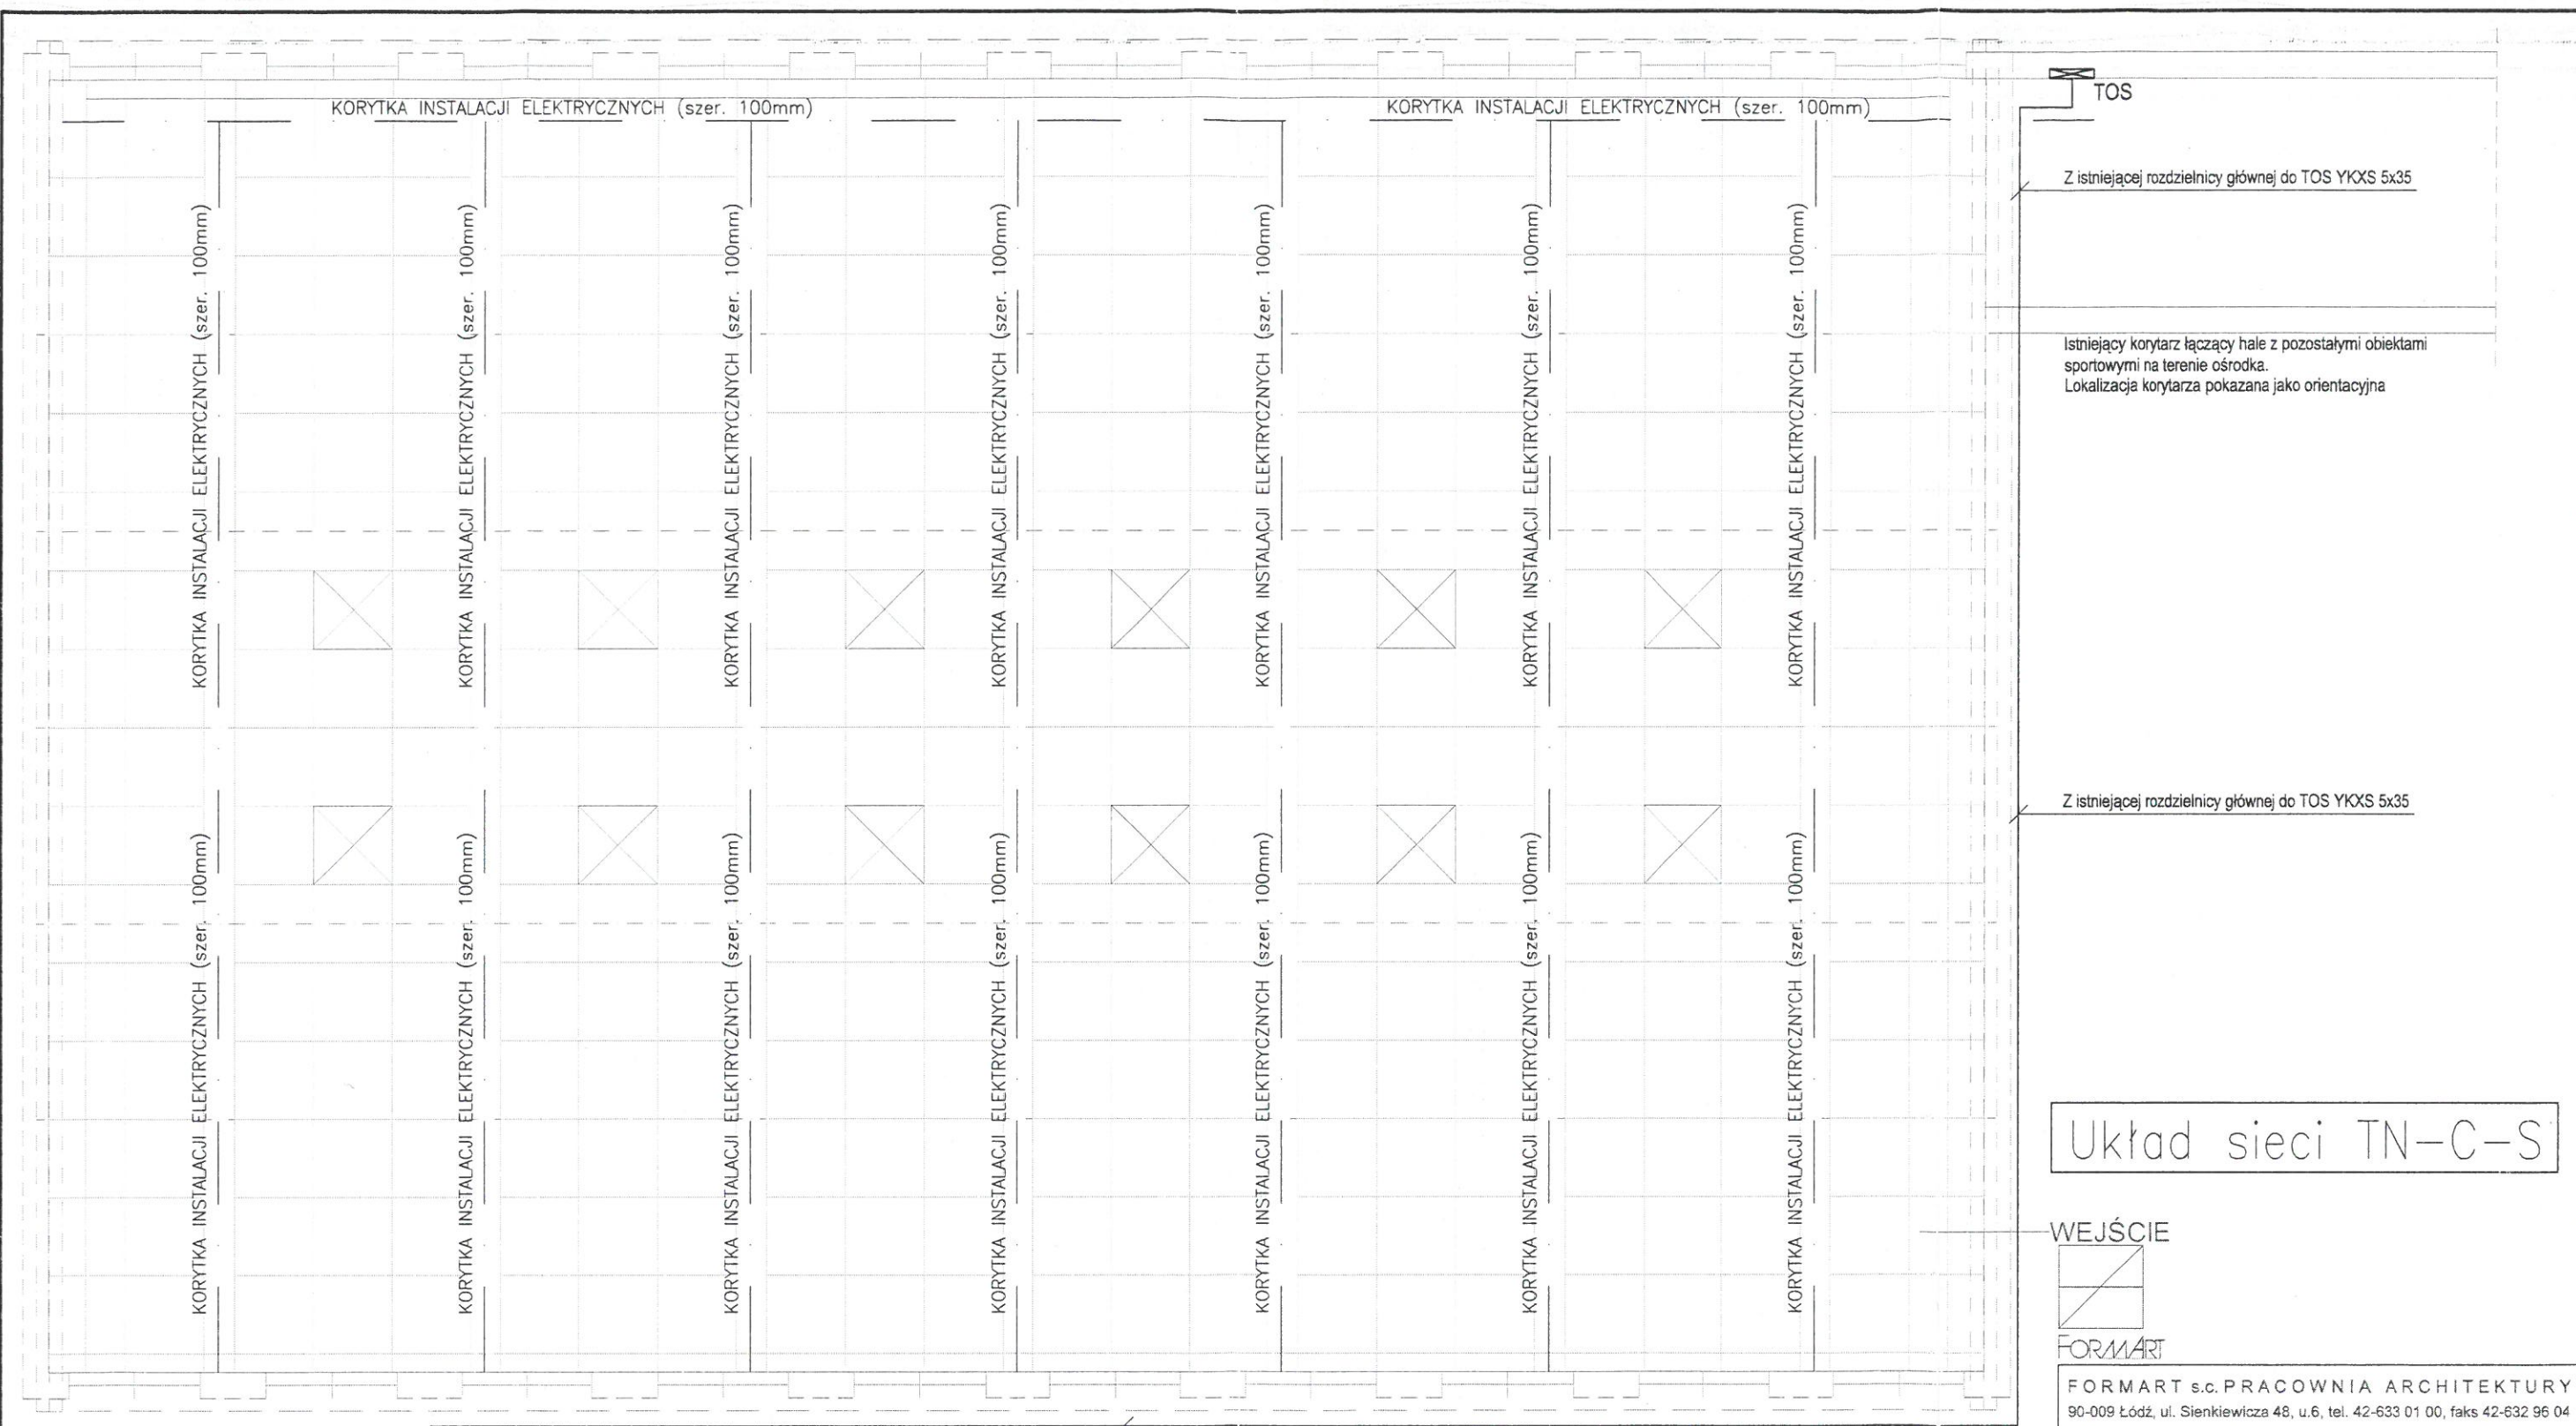 KORYTKA INSTALACJI ELEKTRYCZNYCH (szer. 100mm)
KORYTKA INSTALACJI ELEKTRYCZNYCH (szer. 100mm)
TOS
Z istniejącej rozdzielnicy głównej do TOS YKXS 5x35
KORYTKA INSTALACJI ELEKTRYCZNYCH (szer. 100mm)
KORYTKA INSTALACJI ELEKTRYCZNYCH (szer. 100mm)
KORYTKA INSTALACJI ELEKTRYCZNYCH (szer. 100mm)
KORYTKA INSTALACJI ELEKTRYCZNYCH (szer. 100mm)
KORYTKA INSTALACJI ELEKTRYCZNYCH (szer. 100mm)
KORYTKA INSTALACJI ELEKTRYCZNYCH (szer. 100mm)
KORYTKA INSTALACJI ELEKTRYCZNYCH (szer. 100mm)
Istniejący korytarz łączący hale z pozostałymi obiektami
sportowymi na terenie ośrodka.
Lokalizacja korytarza pokazana jako orientacyjna
Z istniejącej rozdzielnicy głównej do TOS YKXS 5x35
KORYTKA INSTALACJI ELEKTRYCZNYCH (szer. 100mm)
KORYTKA INSTALACJI ELEKTRYCZNYCH (szer. 100mm)
KORYTKA INSTALACJI ELEKTRYCZNYCH (szer. 100mm)
KORYTKA INSTALACJI ELEKTRYCZNYCH (szer. 100mm)
KORYTKA INSTALACJI ELEKTRYCZNYCH (szer. 100mm)
KORYTKA INSTALACJI ELEKTRYCZNYCH (szer. 100mm)
KORYTKA INSTALACJI ELEKTRYCZNYCH (szer. 100mm)
Układ sieci TN-C-S
WEJŚCIE
FORMART
FORMART s.c. PRACOWNIA ARCHITEKTURY
90-009 Łódź, ul. Sienkiewicza 48, u.6, tel. 42-633 01 00, faks 42-632 96 04